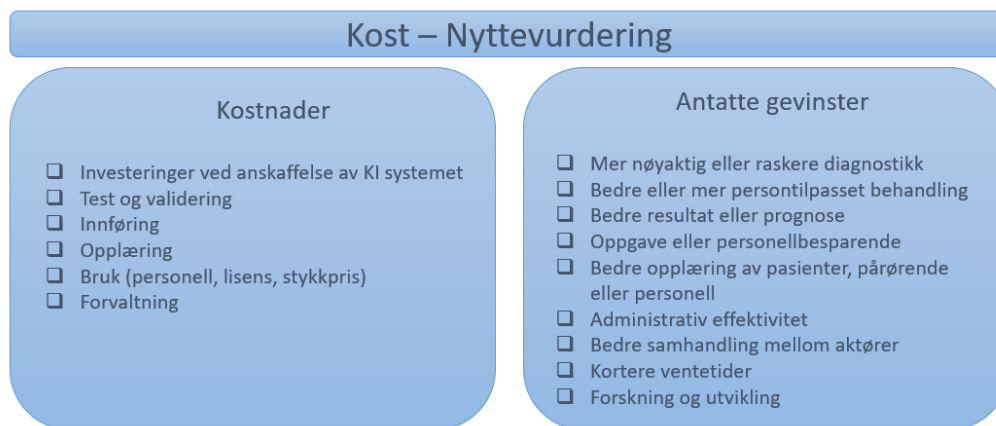 Kost – Nyttevurdering
Kostnader
❑ Investeringer ved anskaffelse av KI systemet
❑ Test og validering
❑ Innføring
❑ Opplæring
❑ Bruk (personell, lisens, stykkpris)
❑ Forvaltning
Antatte gevinster
❑ Mer nøyaktig eller raskere diagnostikk
❑ Bedre eller mer persontilpasset behandling
❑ Bedre resultat eller prognose
❑ Oppgave eller personellbesparende
❑ Bedre opplæring av pasienter, pårørende
eller personell
❑ Administrativ effektivitet
❑ Bedre samhandling mellom aktører
❑ Kortere ventetider
❑ Forskning og utvikling